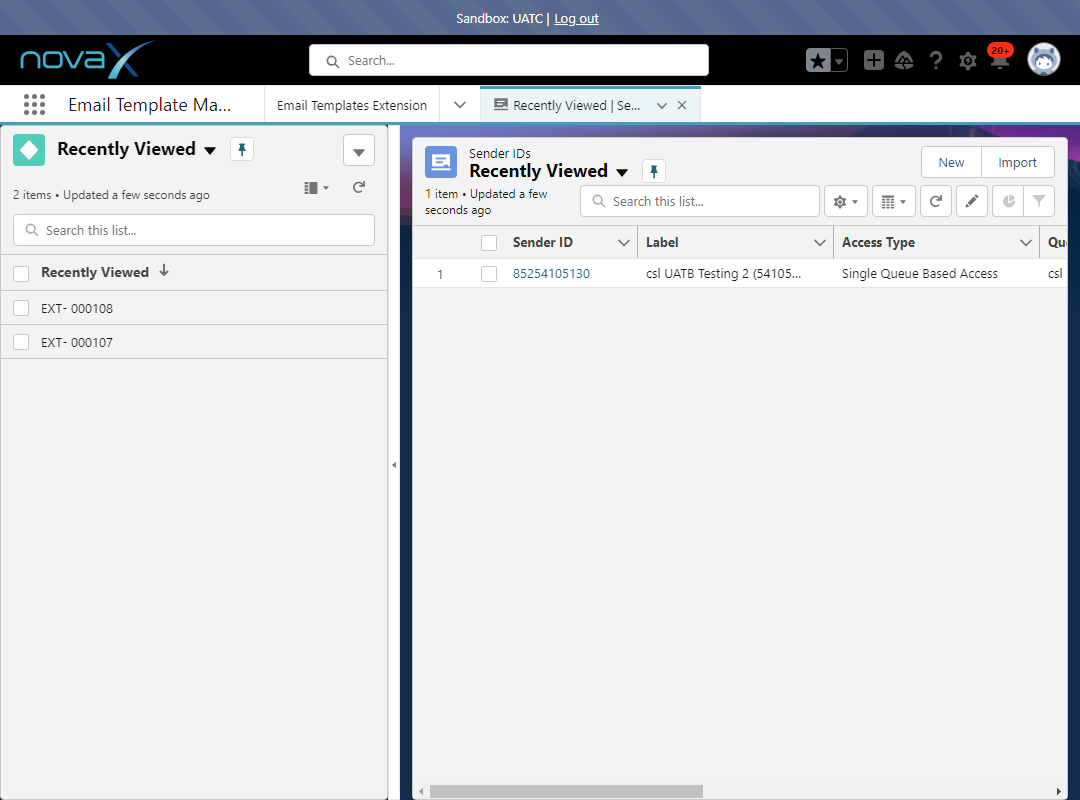 Sandbox: UATC | Log out
novaX
Search...
20+
Email Template Ma...
Email Templates Extension
Recently Viewed | Se...
Recently Viewed
2 items • Updated a few seconds ago
Search this list...
Recently Viewed
EXT- 000108
EXT- 000107
Sender IDs
Recently Viewed
New
Import
1 item • Updated a few
seconds ago
Search this list...
Sender ID
Label
Access Type
Qu
1
85254105130
csl UATB Testing 2 (54105...
Single Queue Based Access
csl